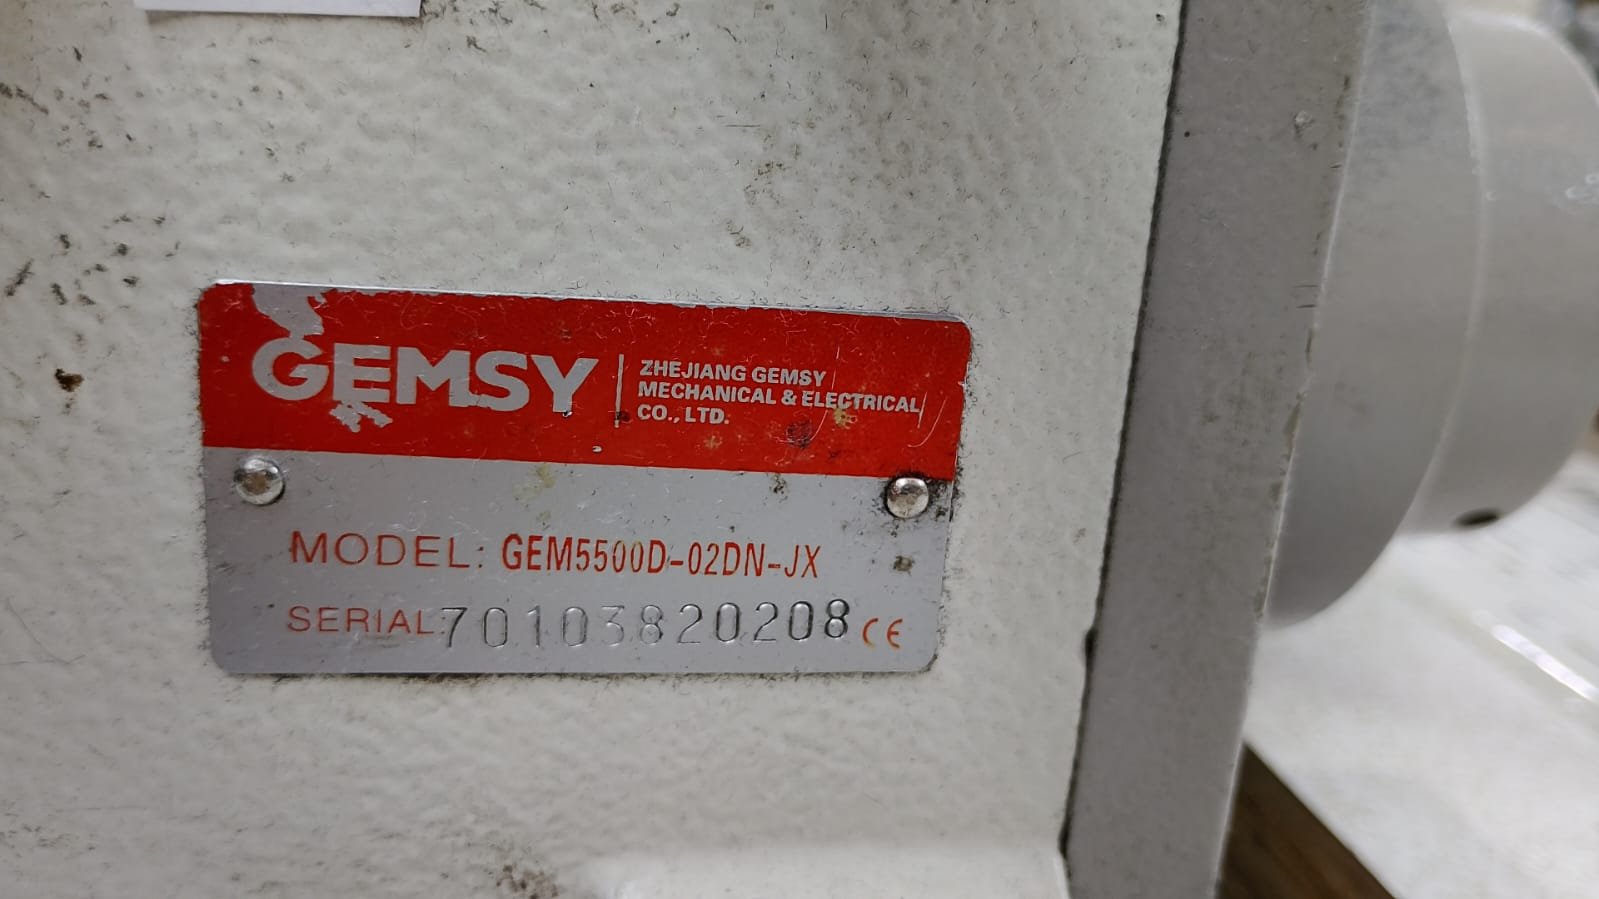 GEMSY
ZHEJIANG GEMSY
MECHANICAL & ELECTRICAL
CO., LTD.
MODEL: GEM5500D-02DN-JX
SERIAL: 70103820208 CE